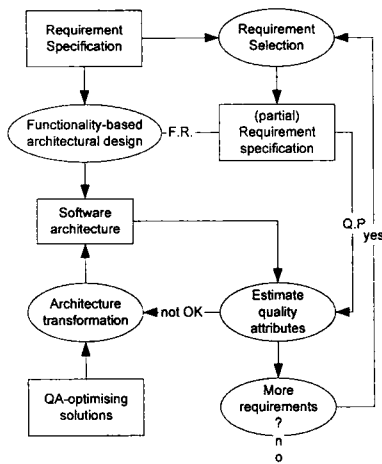 Requirement
Specification
Requirement
Selection
Functionality-based
architectural design
F.R.
(partial)
Requirement
specification
Software
architecture
Q.P
yes
Architecture
transformation
not OK
Estimate
quality
attributes
QA-optimising
solutions
More
requirements
?
n
o